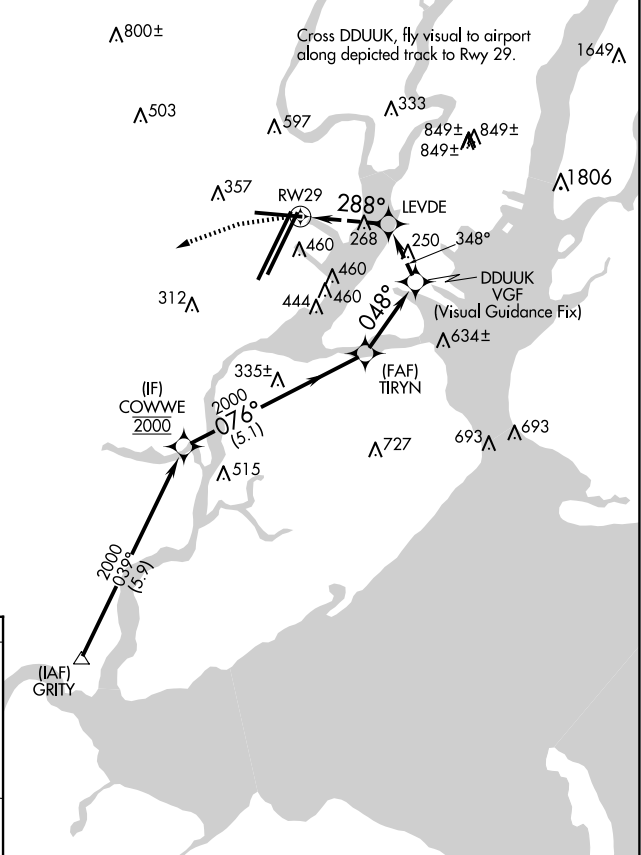 800±
Cross DDUUK, fly visual to airport
along depicted track to Rwy 29.
1649
503
597
333
849±
849±
849±
1806
357
RW29
288°
LEVDE
268
250
348°
460
460
460
444
312
DDUUK
VGF
(Visual Guidance Fix)
048°
634±
(FAF)
TIRYN
335±
(IF)
COWWE
2000
2000
076°
(5.1)
727
693
693
515
2000
039°
(5.9)
(IAF)
GRITY